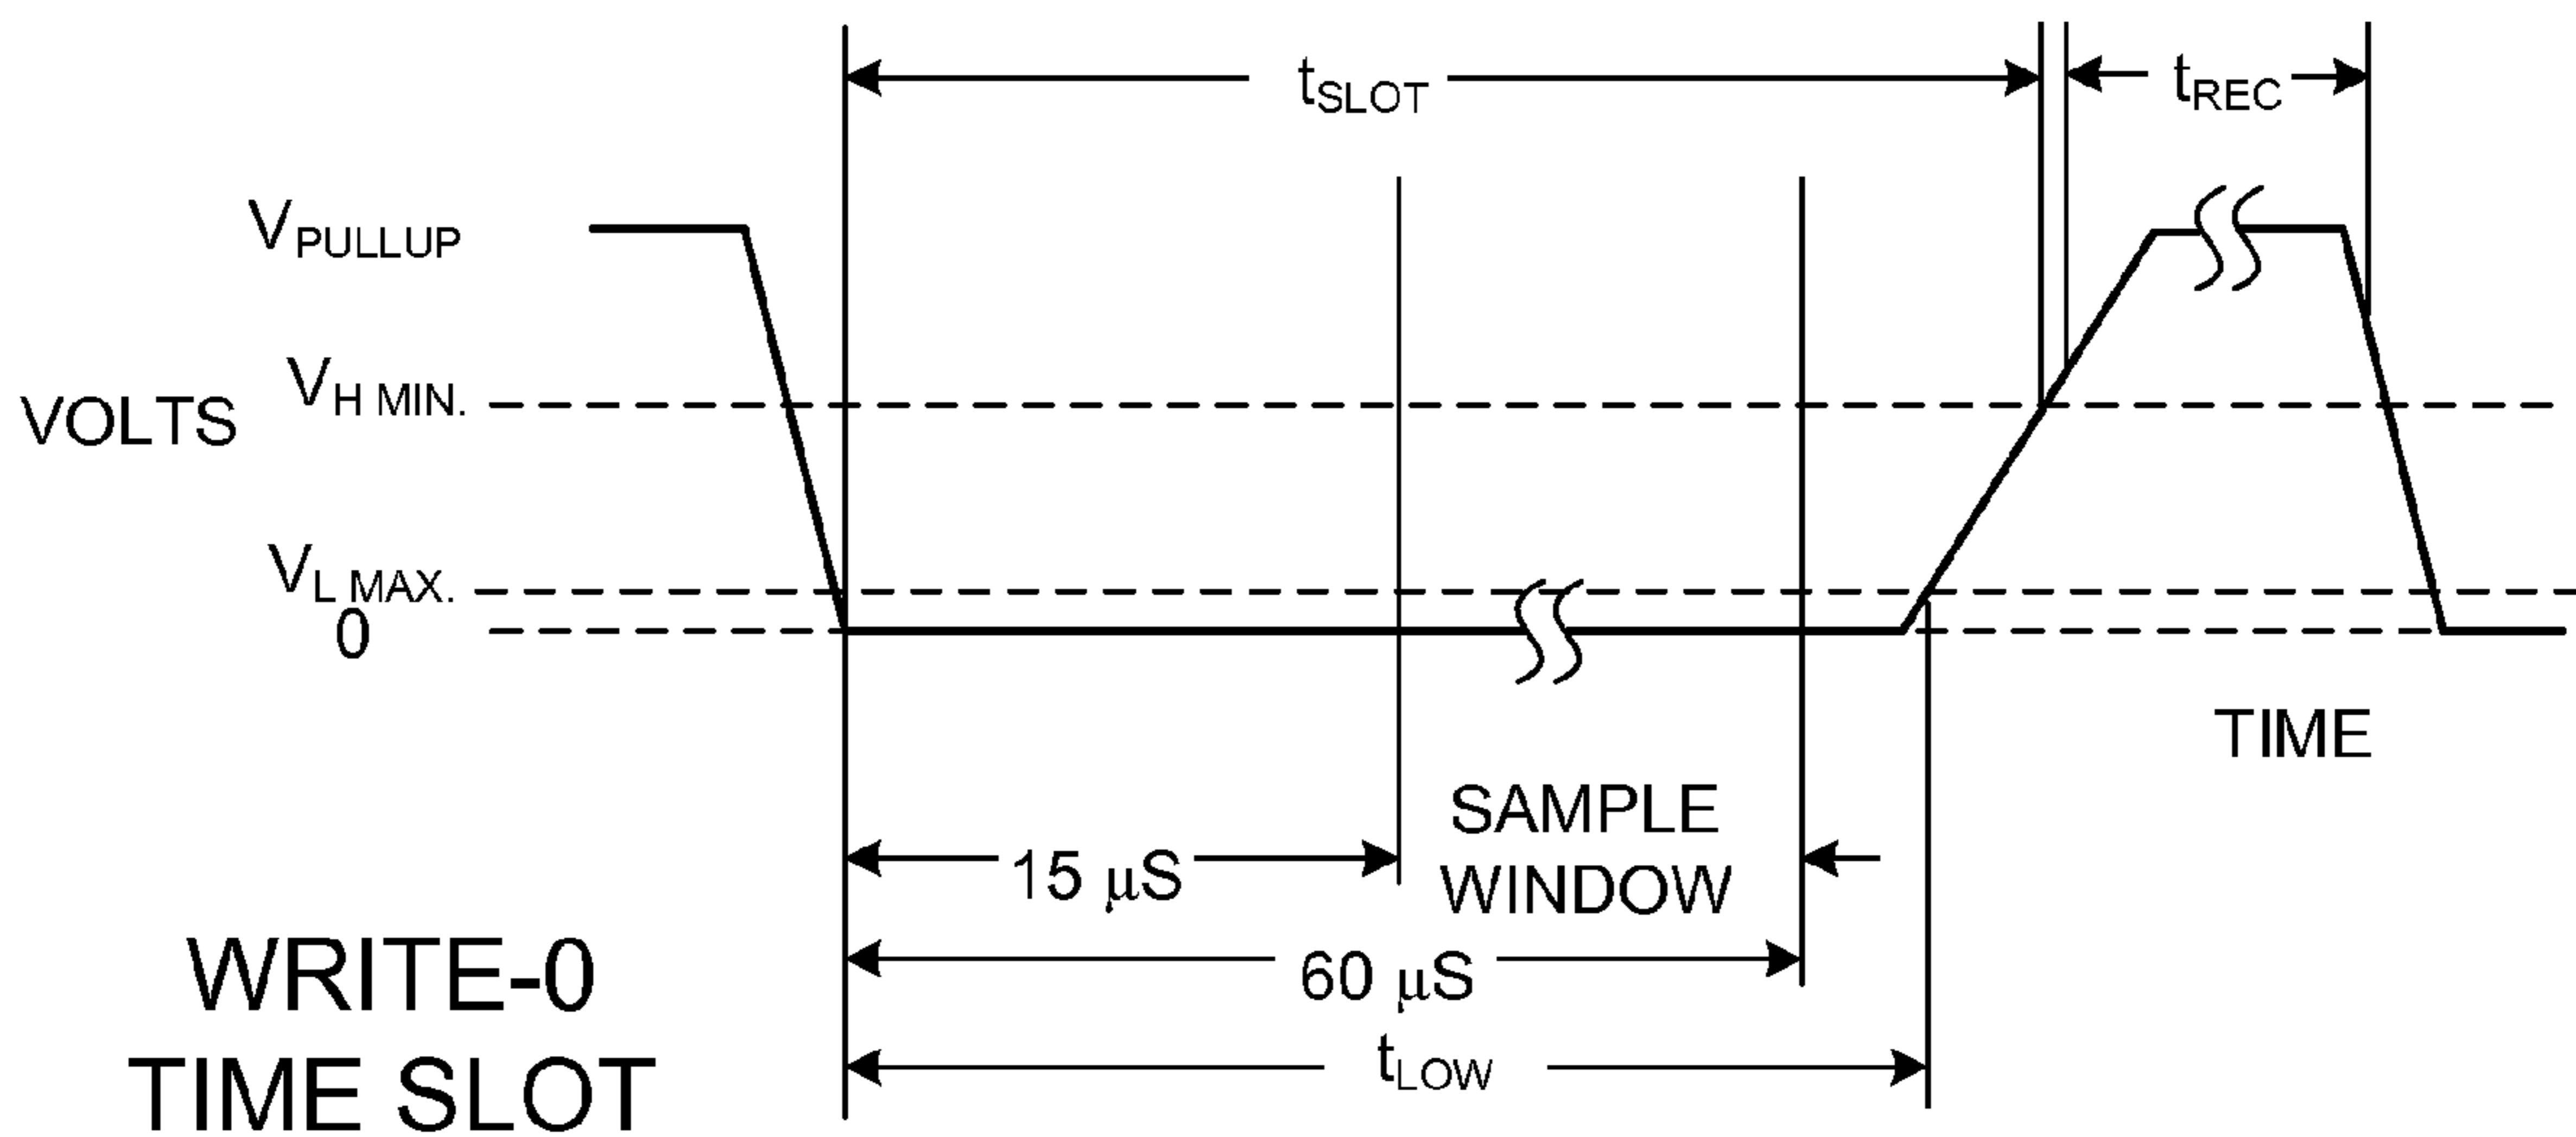 tSLOT
tREC
VPULLUP
VH MIN.
VOLTS
VL MAX.
0
TIME
SAMPLE
WINDOW
15 μS
60 μS
tLOW
WRITE-0
TIME SLOT